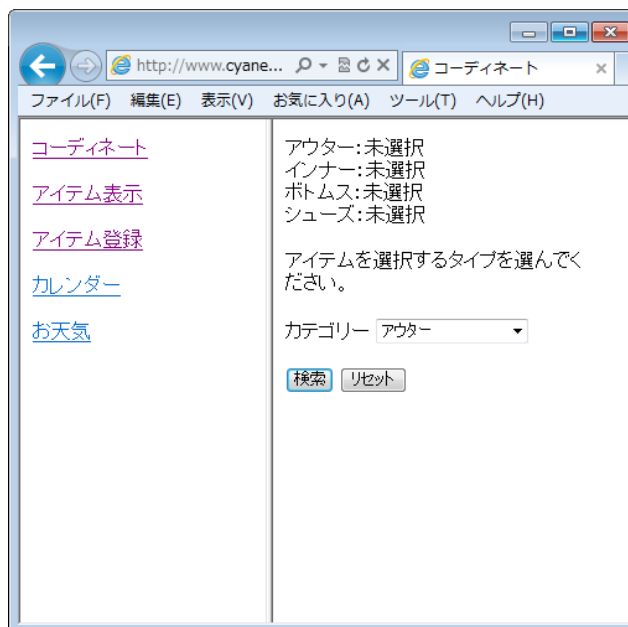 http://www.cyane...
コーディネート
ファイル(F) 編集(E) 表示(V) お気に入り(A) ツール(T) ヘルプ(H)
コーディネート
アイテム表示
アイテム登録
カレンダー
お天気
アウター：未選択
インナー：未選択
ボトムス：未選択
シューズ：未選択
アイテムを選択するタイプを選んでく
ださい。
カテゴリー アウター
検索 リセット